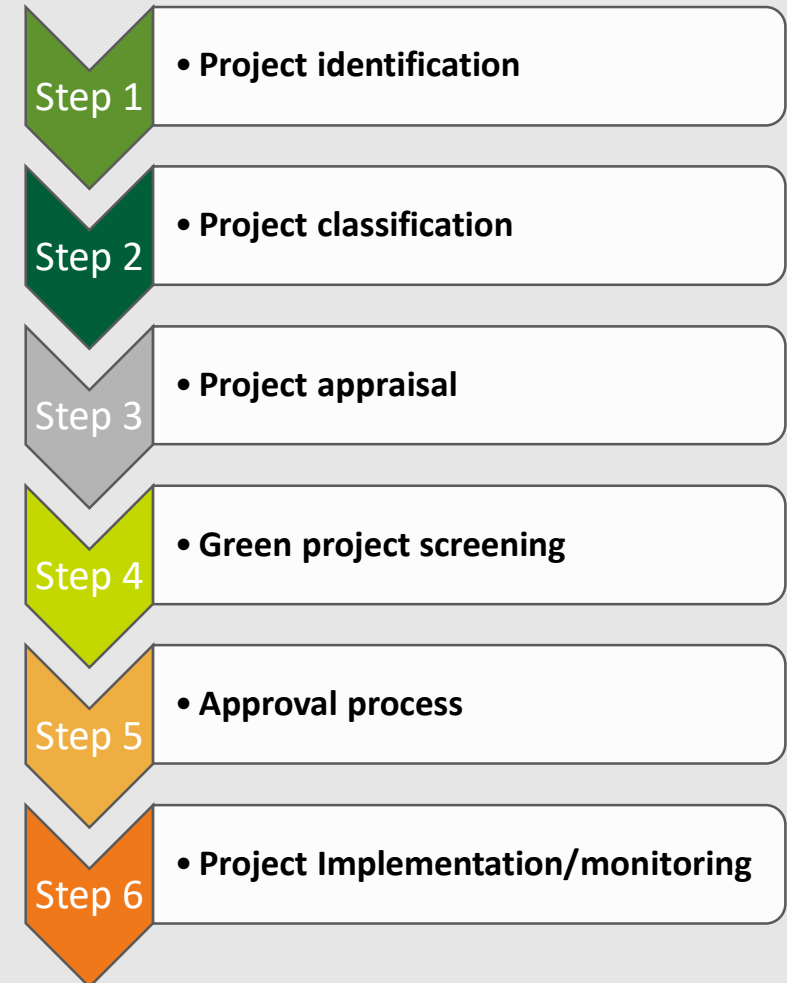 Step 1
• Project identification
Step 2
• Project classification
Step 3
• Project appraisal
Step 4
• Green project screening
Step 5
• Approval process
Step 6
• Project Implementation/monitoring